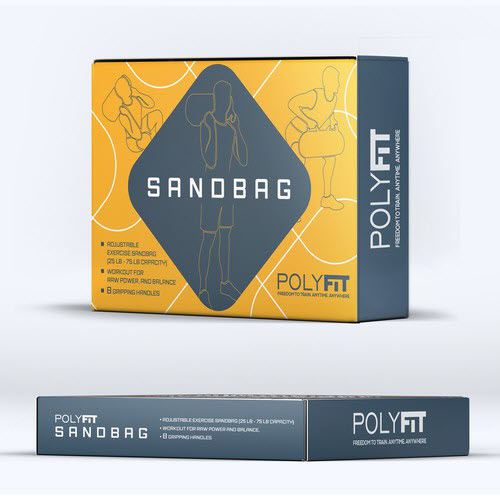 SANDBAG
ADJUSTABLE
EXERCISE SANDBAG
(25 LB - 75 LB CAPACITY)
WORKOUT FOR
RAW POWER AND BALANCE
8 GRIPPING HANDLES
POLYFIT
FREEDOM TO TRAIN ANYTIME ANYWHERE
POLYFIT
FREEDOM TO TRAIN, ANYTIME, ANYWHERE
POLYFIT
SANDBAG
• ADJUSTABLE EXERCISE SANDBAG (25 LB - 75 LB CAPACITY)
• WORKOUT FOR RAW POWER AND BALANCE,
• 8 GRIPPING HANDLES
POLYFIT
FREEDOM TO TRAIN, ANYTIME, ANYWHERE